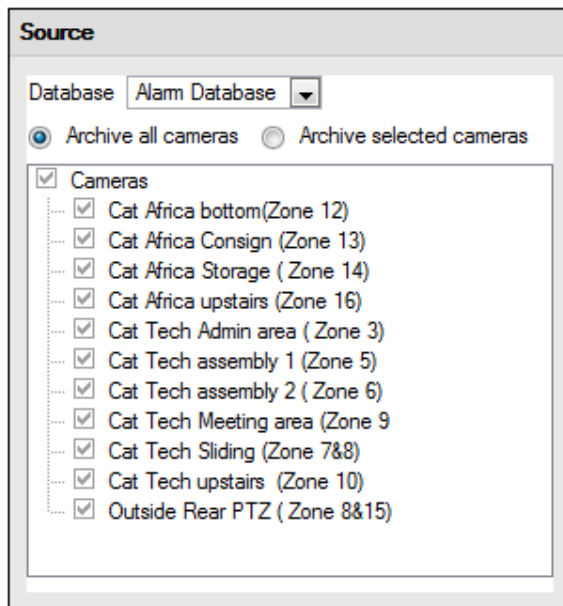 Source
Database Alarm Database
Archive all cameras Archive selected cameras
Cameras
Cat Africa bottom(Zone 12)
Cat Africa Consign (Zone 13)
Cat Africa Storage ( Zone 14)
Cat Africa upstairs (Zone 16)
Cat Tech Admin area ( Zone 3)
Cat Tech assembly 1 (Zone 5)
Cat Tech assembly 2 ( Zone 6)
Cat Tech Meeting area (Zone 9
Cat Tech Sliding (Zone 7&8)
Cat Tech upstairs  (Zone 10)
Outside Rear PTZ ( Zone 8&15)